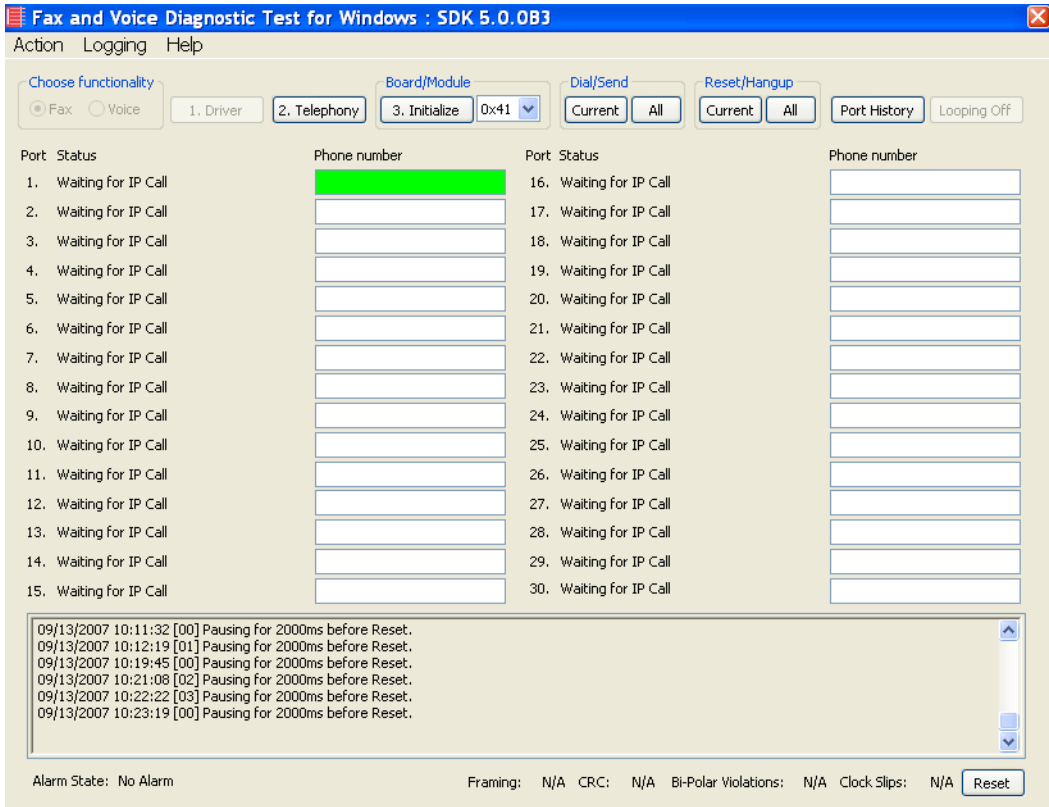 Fax and Voice Diagnostic Test for Windows : SDK 5.0.0B3
Action Logging Help
Choose functionality Board/Module Dial/Send Reset/Hangup
Fax Voice 1. Driver 2. Telephony 3. Initialize 0x41 Current All Current All Port History Looping Off
Port Status Phone number Port Status Phone number
1. Waiting for IP Call 16. Waiting for IP Call
2. Waiting for IP Call 17. Waiting for IP Call
3. Waiting for IP Call 18. Waiting for IP Call
4. Waiting for IP Call 19. Waiting for IP Call
5. Waiting for IP Call 20. Waiting for IP Call
6. Waiting for IP Call 21. Waiting for IP Call
7. Waiting for IP Call 22. Waiting for IP Call
8. Waiting for IP Call 23. Waiting for IP Call
9. Waiting for IP Call 24. Waiting for IP Call
10. Waiting for IP Call 25. Waiting for IP Call
11. Waiting for IP Call 26. Waiting for IP Call
12. Waiting for IP Call 27. Waiting for IP Call
13. Waiting for IP Call 28. Waiting for IP Call
14. Waiting for IP Call 29. Waiting for IP Call
15. Waiting for IP Call 30. Waiting for IP Call
09/13/2007 10:11:32 [00] Pausing for 2000ms before Reset.
09/13/2007 10:12:19 [01] Pausing for 2000ms before Reset.
09/13/2007 10:19:45 [00] Pausing for 2000ms before Reset.
09/13/2007 10:21:08 [02] Pausing for 2000ms before Reset.
09/13/2007 10:22:22 [03] Pausing for 2000ms before Reset.
09/13/2007 10:23:19 [00] Pausing for 2000ms before Reset.
Alarm State: No Alarm Framing: N/A CRC: N/A Bi-Polar Violations: N/A Clock Slips: N/A Reset